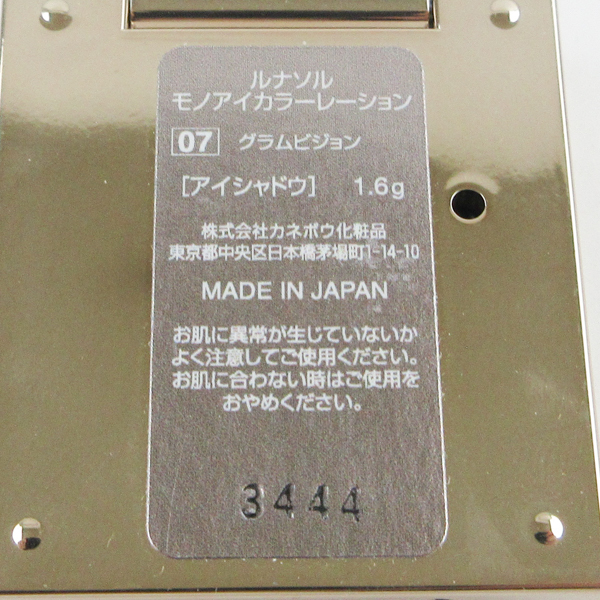 ルナソル
モノアイカラーレーション
07 グラムビジョン
[アイシャドウ] 1.6g
株式会社カネボウ化粧品
東京都中央区日本橋茅場町1-14-10
MADE IN JAPAN
お肌に異常が生じていないか
よく注意してご使用ください。
お肌に合わない時はご使用を
おやめください。
3444